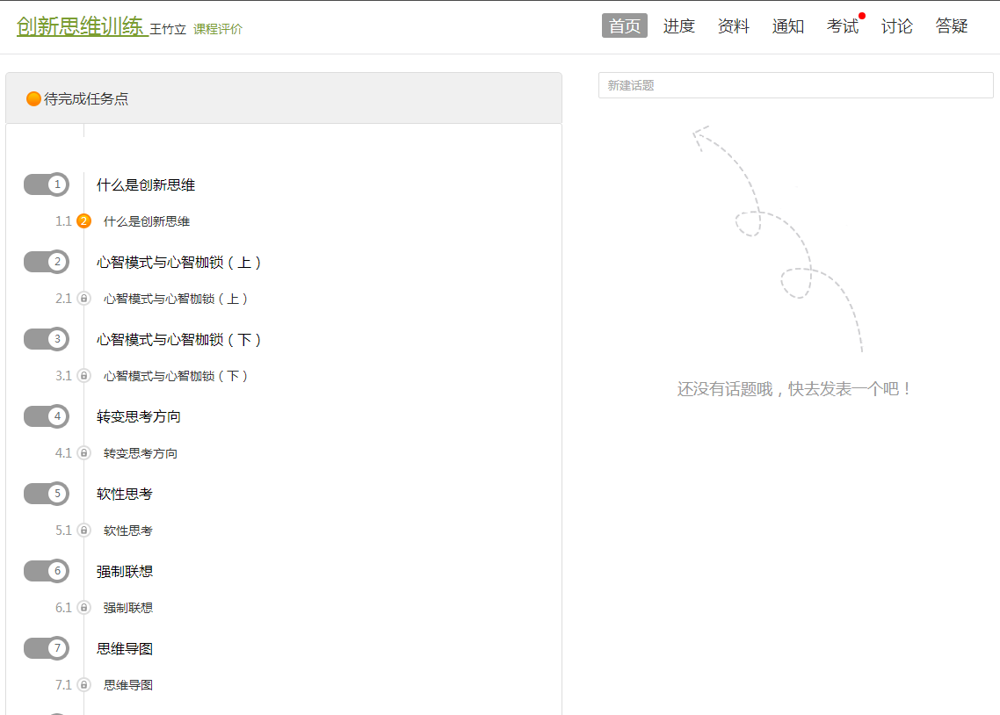 创新思维训练 王竹立 课程评价
首页 进度 资料 通知 考试 讨论 答疑
待完成任务点
1 什么是创新思维
1.1 2 什么是创新思维
2 心智模式与心智枷锁（上）
2.1 心智模式与心智枷锁（上）
3 心智模式与心智枷锁（下）
3.1 心智模式与心智枷锁（下）
4 转变思考方向
4.1 转变思考方向
5 软性思考
5.1 软性思考
6 强制联想
6.1 强制联想
7 思维导图
7.1 思维导图
新建话题
还没有话题哦，快去发表一个吧！